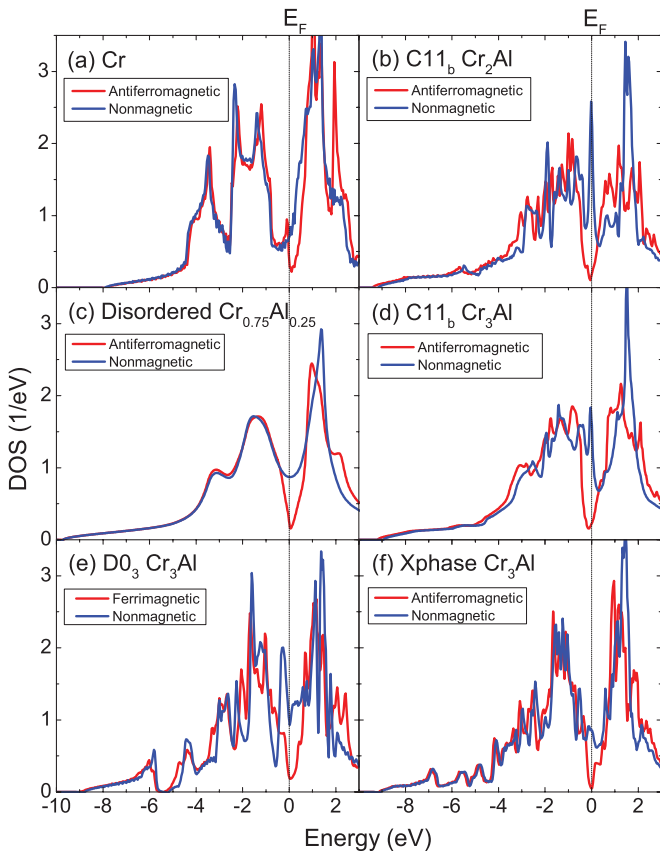 E_F E_F
(a) Cr
Antiferromagnetic
Nonmagnetic
(b) C11_b Cr_2Al
Antiferromagnetic
Nonmagnetic
(c) Disordered Cr_0.75Al_0.25
Antiferromagnetic
Nonmagnetic
(d) C11_b Cr_3Al
Antiferromagnetic
Nonmagnetic
(e) D0_3 Cr_3Al
Ferrimagnetic
Nonmagnetic
(f) Xphase Cr_3Al
Antiferromagnetic
Nonmagnetic
DOS (1/eV)
3
2
1
0
3
2
1
0
3
2
1
0
-10 -8 -6 -4 -2 0 2 -8 -6 -4 -2 0 2
Energy (eV)